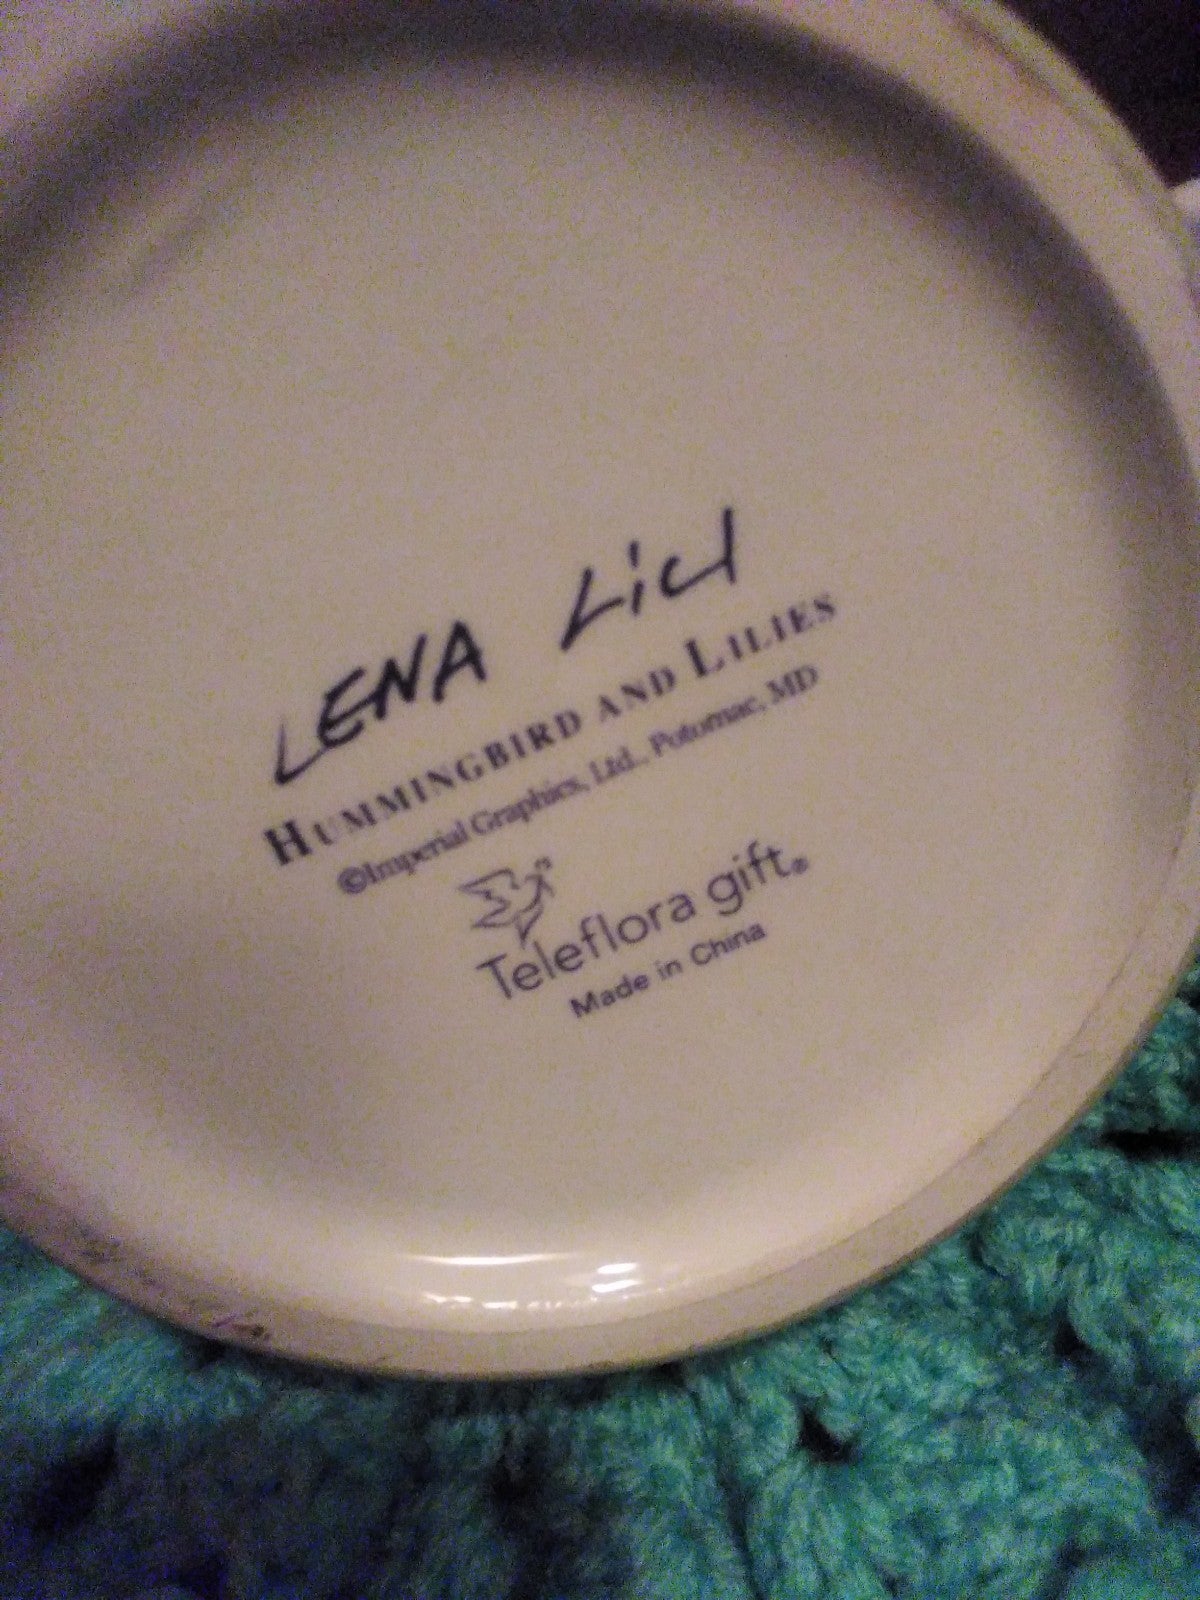 LENA Liu
HUMMINGBIRD AND LILIES
©Imperial Graphics, Ltd., Potomac, MD
Teleflora gift®
Made in China